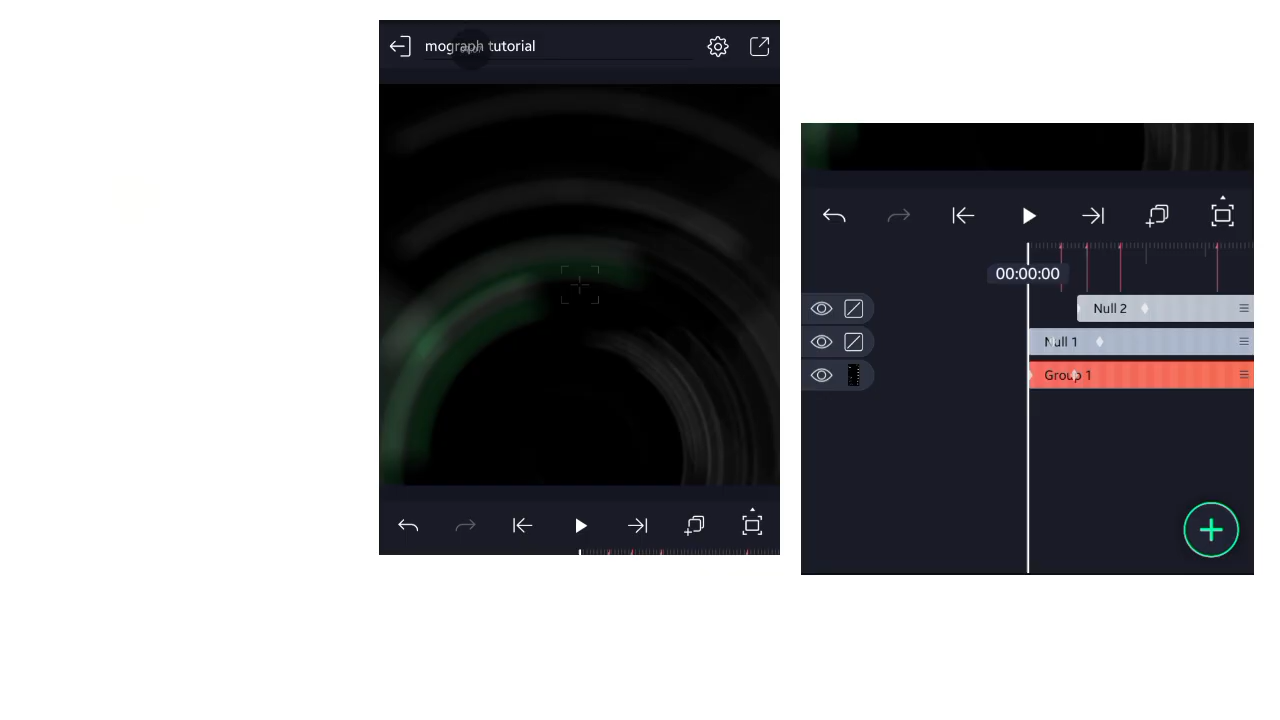 mograph tutorial
00:00:00
Null 2
Null 1
Group 1